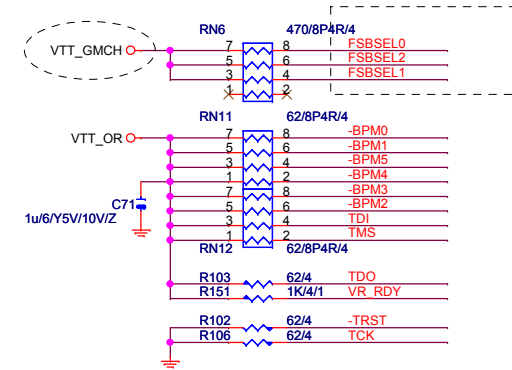 RN6 470/8P4R/4
VTT_GMCH 7 8 FSBSEL0
5 6 FSBSEL2
3 4 FSBSEL1
1 2
RN11 62/8P4R/4
VTT_OR 7 8 -BPM0
5 6 -BPM1
3 4 -BPM5
1 2 -BPM4
C71 7 8 -BPM3
1u/6/Y5V/10V/Z 5 6 -BPM2
3 4 TDI
1 2 TMS
RN12 62/8P4R/4
R103 62/4 TDO
R151 1K/4/1 VR_RDY
R102 62/4 -TRST
R106 62/4 TCK